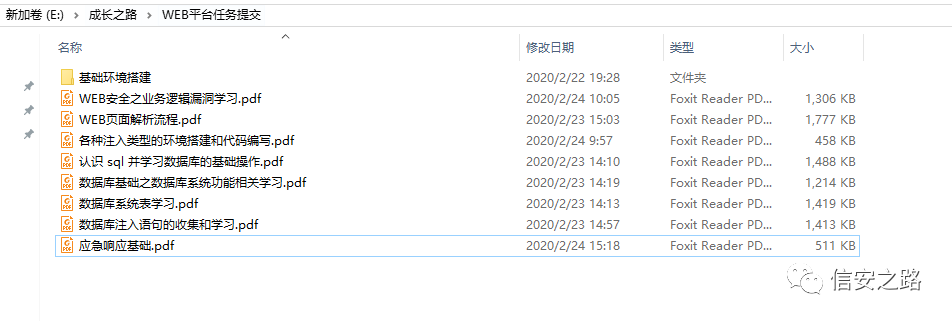 新加卷 (E:) > 成长之路 > WEB平台任务提交
名称 修改日期 类型 大小
基础环境搭建 2020/2/22 19:28 文件夹
WEB安全之业务逻辑漏洞学习.pdf 2020/2/24 10:05 Foxit Reader PD... 1,306 KB
WEB页面解析流程.pdf 2020/2/23 15:03 Foxit Reader PD... 1,777 KB
各种注入类型的环境搭建和代码编写.pdf 2020/2/24 9:57 Foxit Reader PD... 458 KB
认识 sql 并学习数据库的基础操作.pdf 2020/2/23 14:10 Foxit Reader PD... 1,488 KB
数据库基础之数据库系统功能相关学习.pdf 2020/2/23 14:19 Foxit Reader PD... 1,214 KB
数据库系统表学习.pdf 2020/2/23 14:13 Foxit Reader PD... 1,419 KB
数据库注入语句的收集和学习.pdf 2020/2/23 14:57 Foxit Reader PD... 1,413 KB
应急响应基础.pdf 2020/2/24 15:18 Foxit Reader PD... 511 KB
信安之路